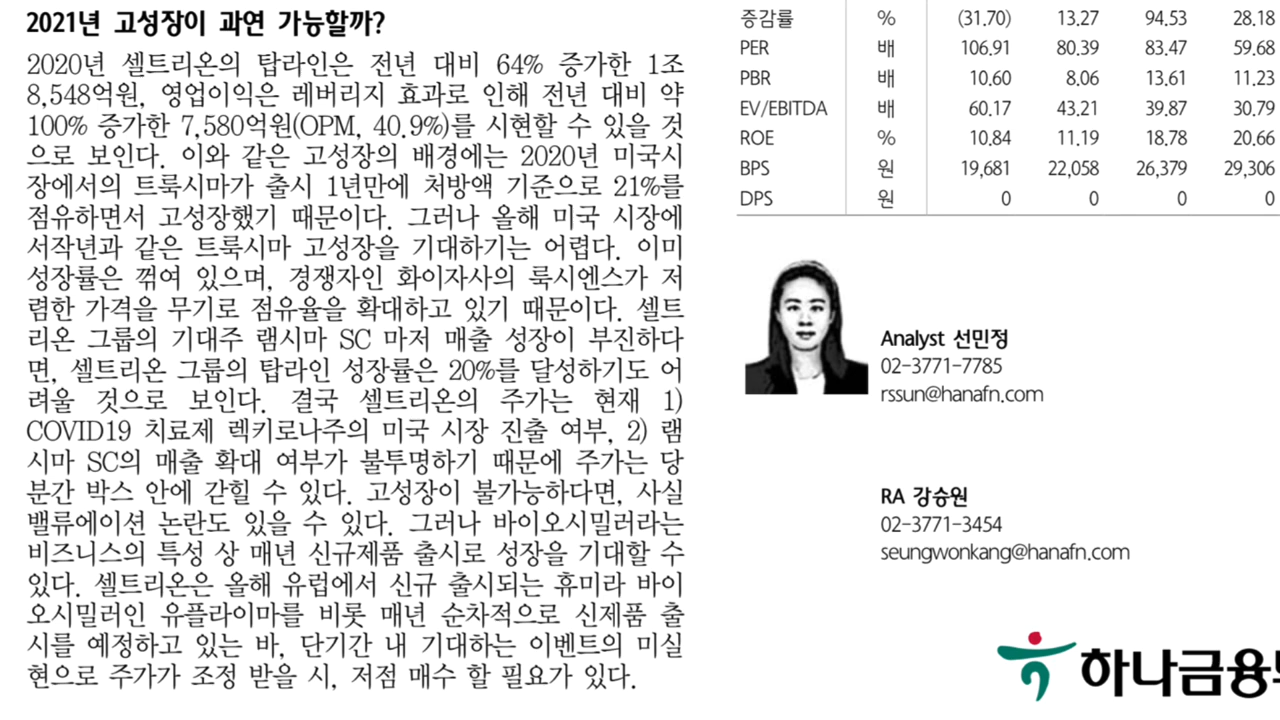 2021년 고성장이 과연 가능할까?
2020년 셀트리온의 탑라인은 전년 대비 64% 증가한 1조
8,548억원, 영업이익은 레버리지 효과로 인해 전년 대비 약
100% 증가한 7,580억원(OPM, 40.9%)를 시현할 수 있을 것
으로 보인다. 이와 같은 고성장의 배경에는 2020년 미국시
장에서의 트룩시마가 출시 1년만에 처방액 기준으로 21%를
점유하면서 고성장했기 때문이다. 그러나 올해 미국 시장에
서작년과 같은 트룩시마 고성장을 기대하기는 어렵다. 이미
성장률은 꺾여 있으며, 경쟁자인 화이자사의 룩시엔스가 저
렴한 가격을 무기로 점유율을 확대하고 있기 때문이다. 셀트
리온 그룹의 기대주 램시마 SC 마저 매출 성장이 부진하다
면, 셀트리온 그룹의 탑라인 성장률은 20%를 달성하기도 어
려울 것으로 보인다. 결국 셀트리온의 주가는 현재 1)
COVID19 치료제 렉키로나주의 미국 시장 진출 여부, 2) 램
시마 SC의 매출 확대 여부가 불투명하기 때문에 주가는 당
분간 박스 안에 갇힐 수 있다. 고성장이 불가능하다면, 사실
밸류에이션 논란도 있을 수 있다. 그러나 바이오시밀러라는
비즈니스의 특성 상 매년 신규제품 출시로 성장을 기대할 수
있다. 셀트리온은 올해 유럽에서 신규 출시되는 휴미라 바이
오시밀러인 유플라이마를 비롯 매년 순차적으로 신제품 출
시를 예정하고 있는 바, 단기간 내 기대하는 이벤트의 미실
현으로 주가가 조정 받을 시, 저점 매수 할 필요가 있다.
증감률 % (31.70) 13.27 94.53 28.18
PER 배 106.91 80.39 83.47 59.68
PBR 배 10.60 8.06 13.61 11.23
EV/EBITDA 배 60.17 43.21 39.87 30.79
ROE % 10.84 11.19 18.78 20.66
BPS 원 19,681 22,058 26,379 29,306
DPS 원 0 0 0 0
Analyst 선민정
02-3771-7785
rssun@hanafn.com
RA 강승원
02-3771-3454
seungwonkang@hanafn.com
하나금융